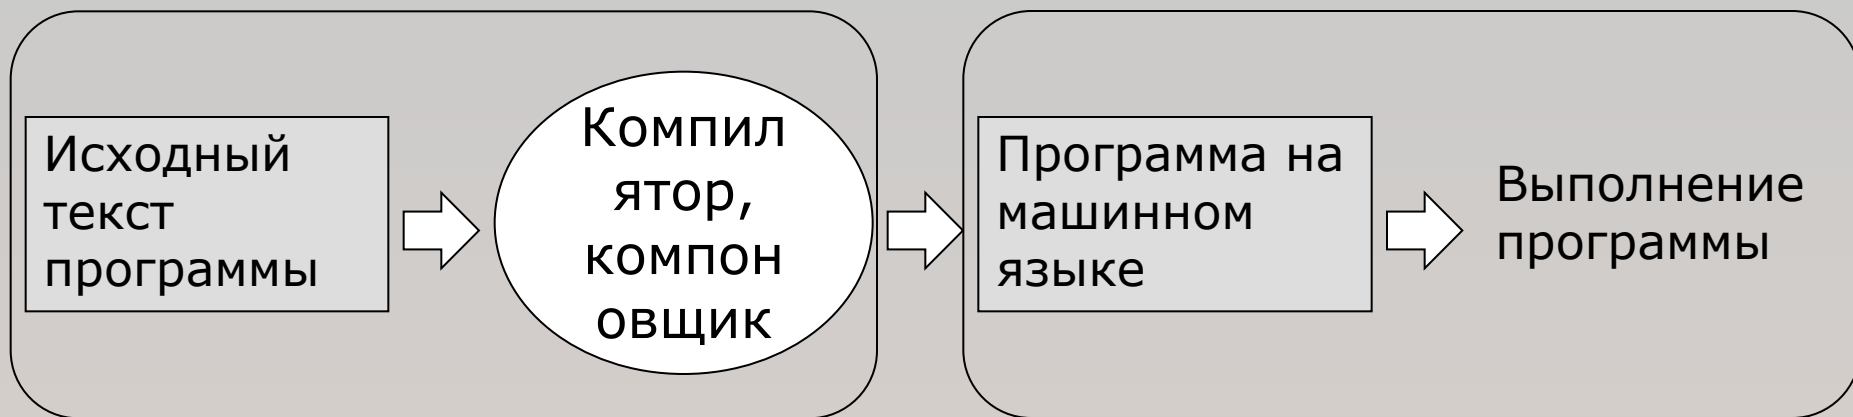 Исходный
текст
программы
Компил
ятор,
компон
овщик
Программа на
машинном
языке
Выполнение
программы